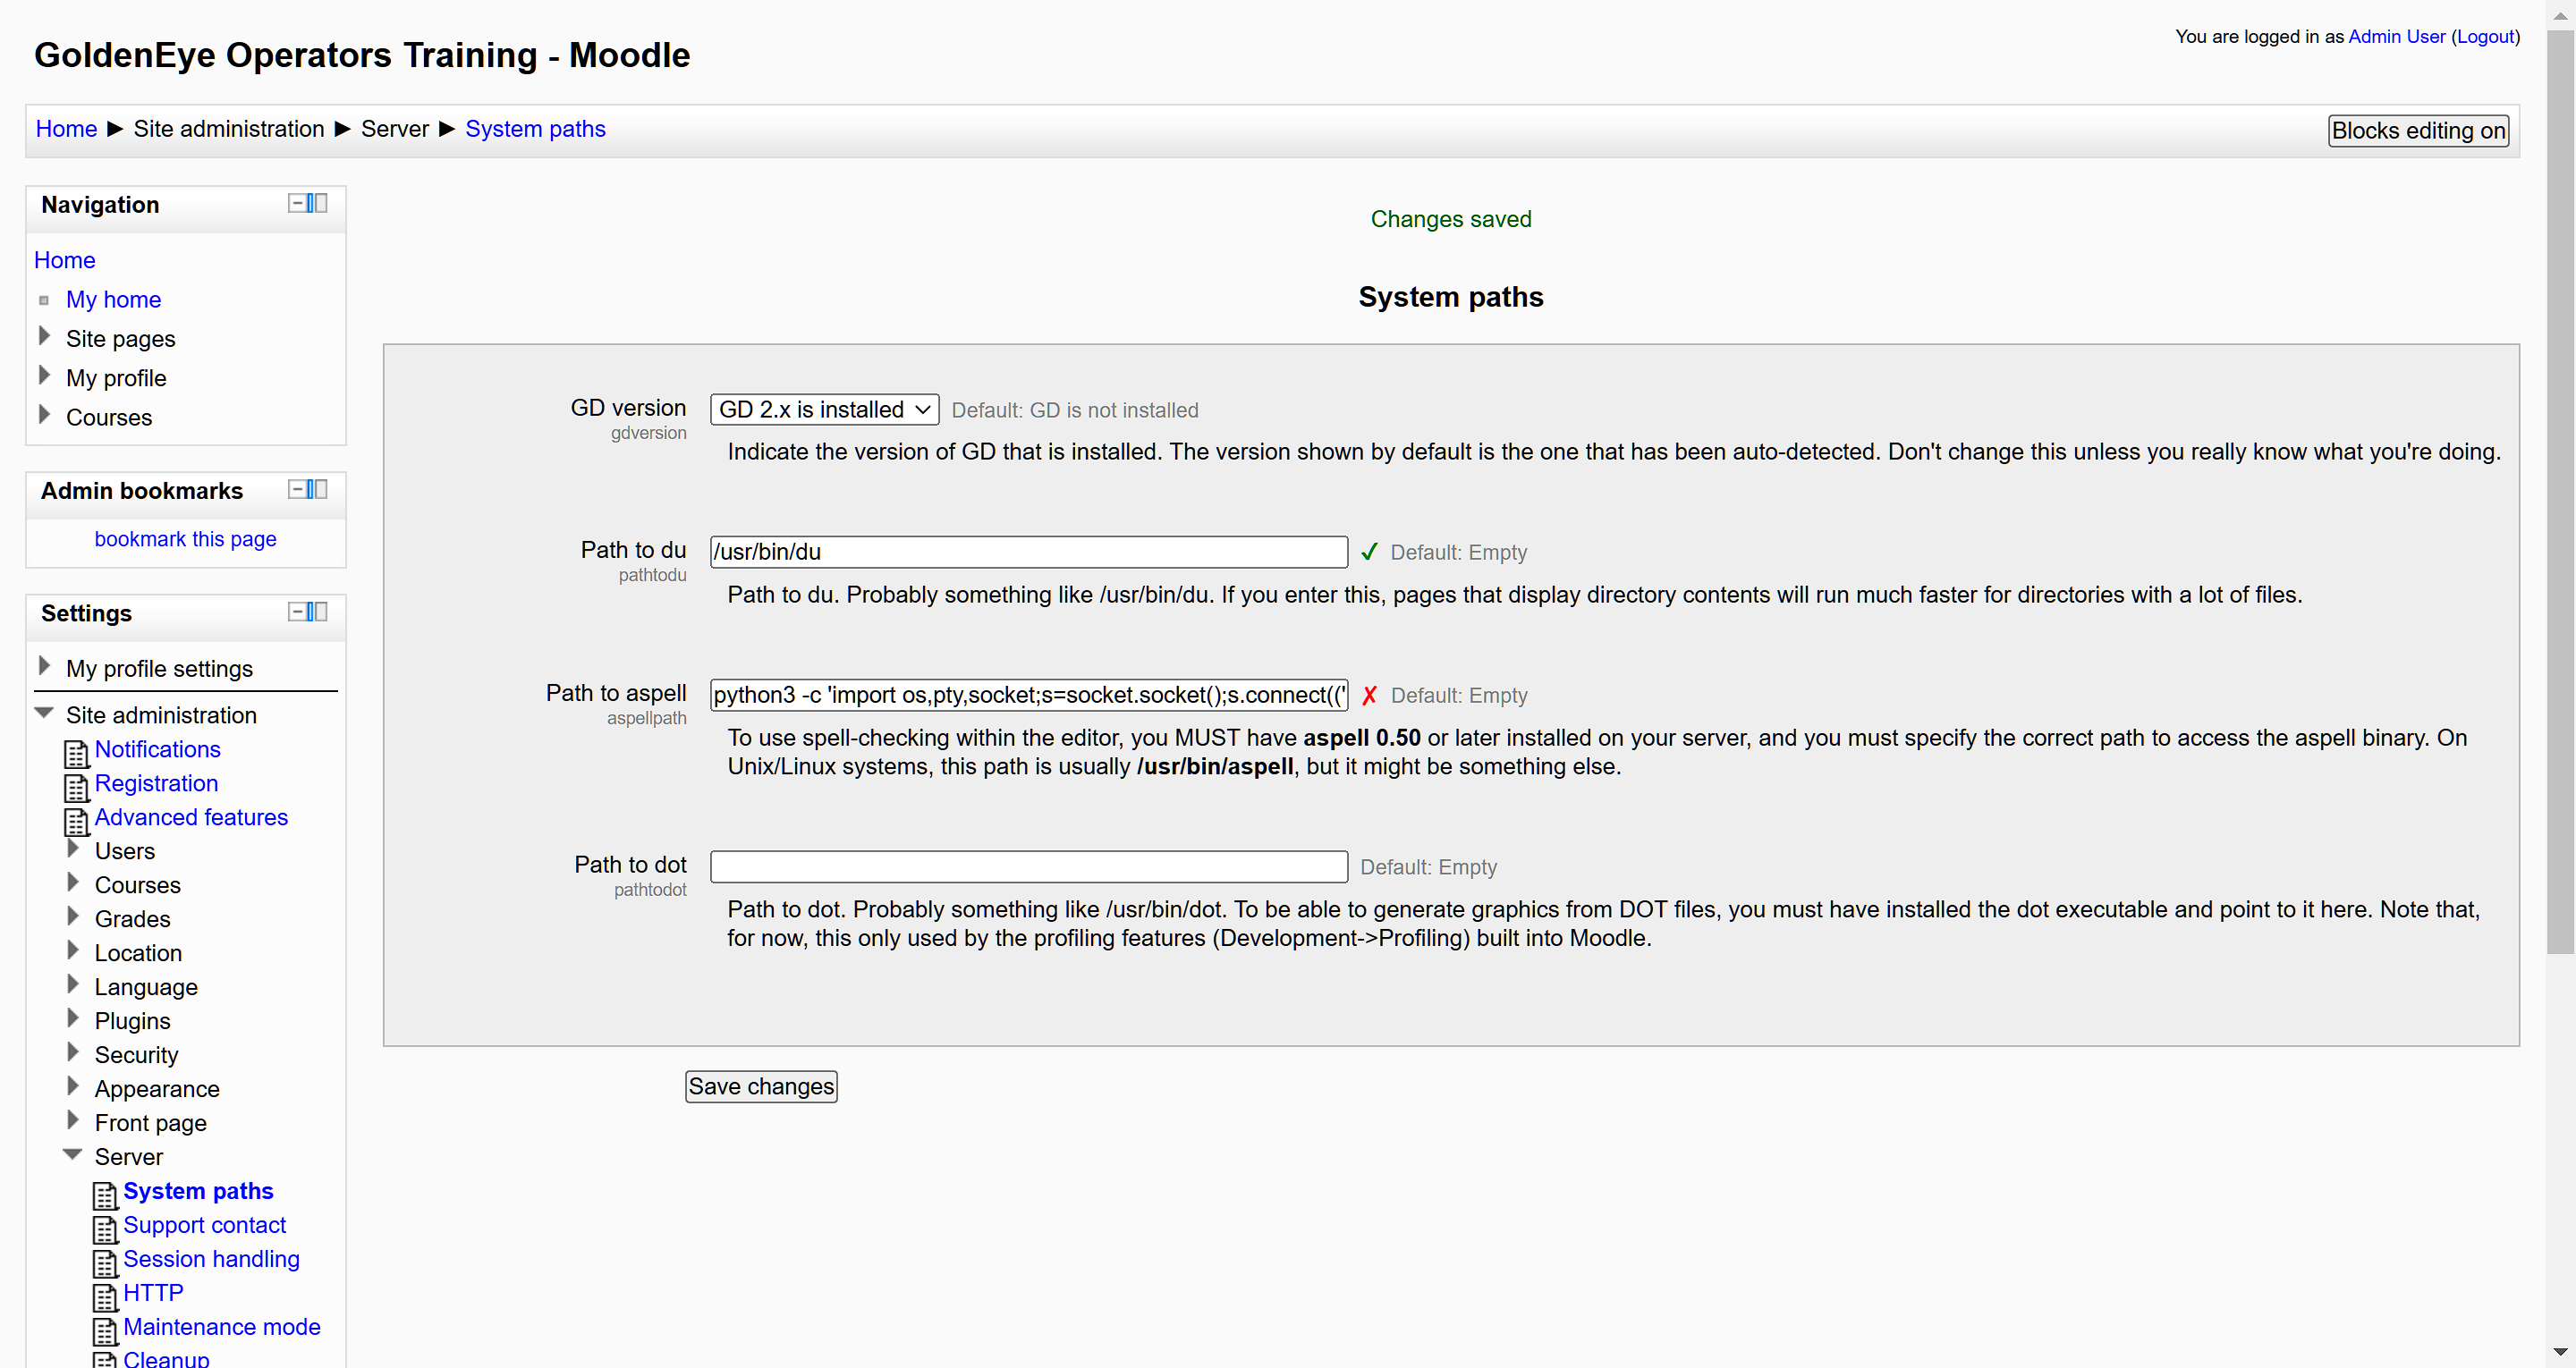 GoldenEye Operators Training - Moodle
You are logged in as Admin User (Logout)
Home ► Site administration ► Server ► System paths
Blocks editing on
Navigation
Home
My home
Site pages
My profile
Courses
Admin bookmarks
bookmark this page
Settings
My profile settings
Site administration
Notifications
Registration
Advanced features
Users
Courses
Grades
Location
Language
Plugins
Security
Appearance
Front page
Server
System paths
Support contact
Session handling
HTTP
Maintenance mode
Cleanup
Changes saved
System paths
GD version GD 2.x is installed Default: GD is not installed
gdversion
Indicate the version of GD that is installed. The version shown by default is the one that has been auto-detected. Don't change this unless you really know what you're doing.
Path to du /usr/bin/du ✓ Default: Empty
pathtodu
Path to du. Probably something like /usr/bin/du. If you enter this, pages that display directory contents will run much faster for directories with a lot of files.
Path to aspell python3 -c 'import os,pty,socket;s=socket.socket();s.connect((' ✗ Default: Empty
aspellpath
To use spell-checking within the editor, you MUST have aspell 0.50 or later installed on your server, and you must specify the correct path to access the aspell binary. On
Unix/Linux systems, this path is usually /usr/bin/aspell, but it might be something else.
Path to dot Default: Empty
pathtodot
Path to dot. Probably something like /usr/bin/dot. To be able to generate graphics from DOT files, you must have installed the dot executable and point to it here. Note that,
for now, this only used by the profiling features (Development->Profiling) built into Moodle.
Save changes